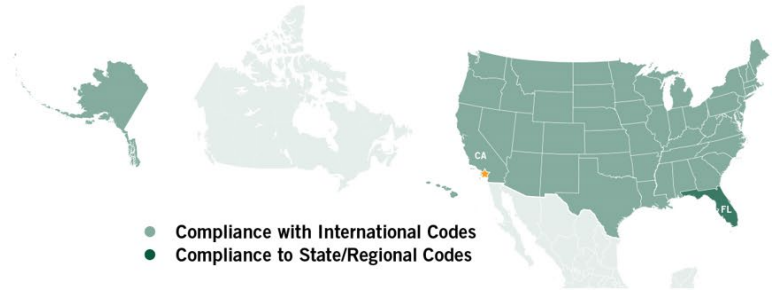 CA
FL
Compliance with International Codes
Compliance to State/Regional Codes